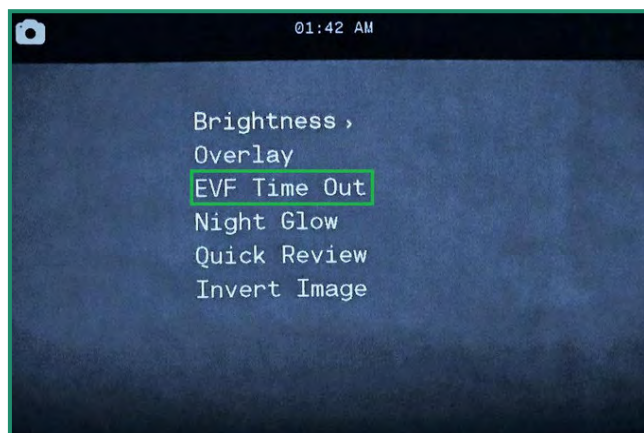 01:42 AM
Brightness ›
Overlay
EVF Time Out
Night Glow
Quick Review
Invert Image